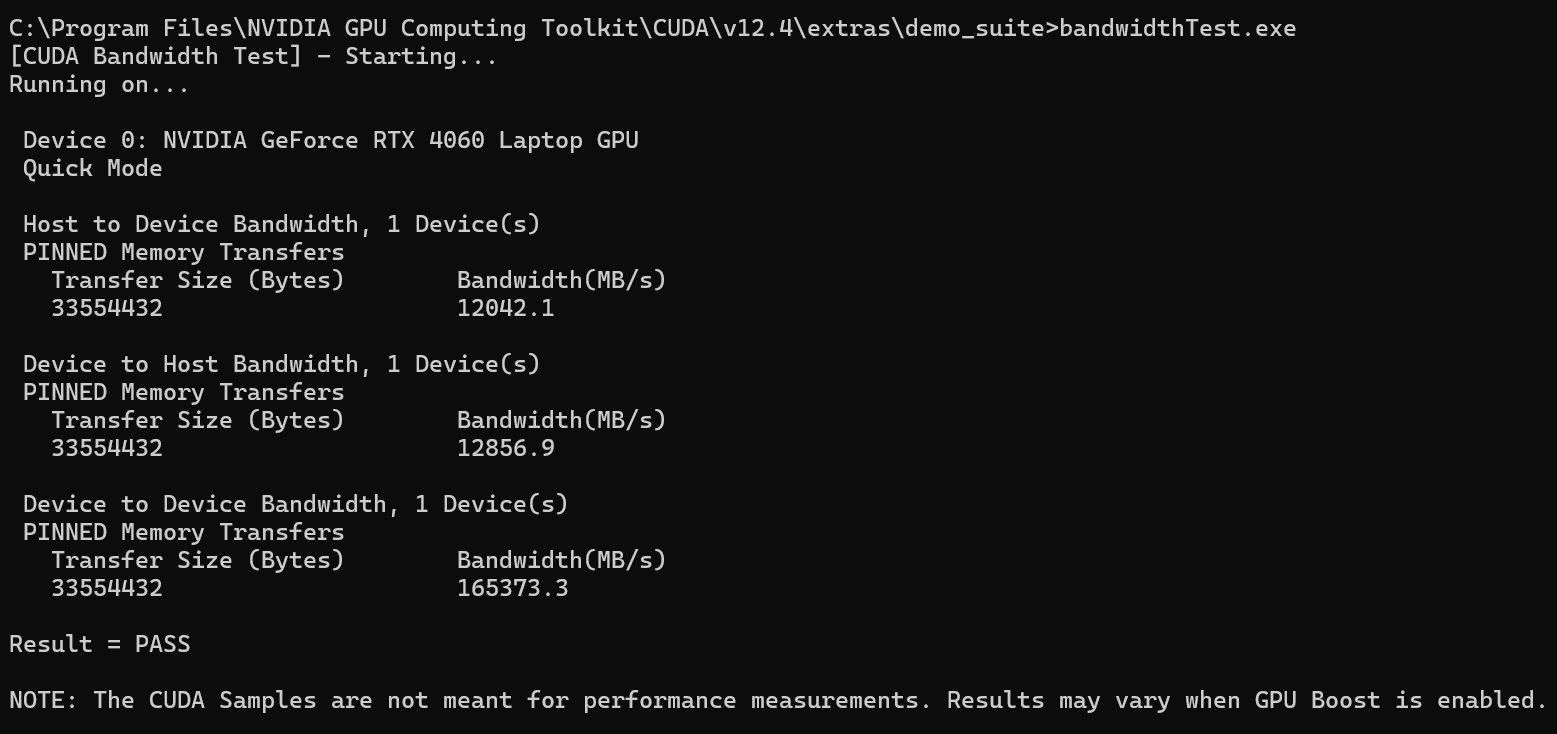 C:\Program Files\NVIDIA GPU Computing Toolkit\CUDA\v12.4\extras\demo_suite>bandwidthTest.exe
[CUDA Bandwidth Test] - Starting...
Running on...

 Device 0: NVIDIA GeForce RTX 4060 Laptop GPU
 Quick Mode

 Host to Device Bandwidth, 1 Device(s)
 PINNED Memory Transfers
   Transfer Size (Bytes)        Bandwidth(MB/s)
   33554432                     12042.1

 Device to Host Bandwidth, 1 Device(s)
 PINNED Memory Transfers
   Transfer Size (Bytes)        Bandwidth(MB/s)
   33554432                     12856.9

 Device to Device Bandwidth, 1 Device(s)
 PINNED Memory Transfers
   Transfer Size (Bytes)        Bandwidth(MB/s)
   33554432                     165373.3

Result = PASS

NOTE: The CUDA Samples are not meant for performance measurements. Results may vary when GPU Boost is enabled.